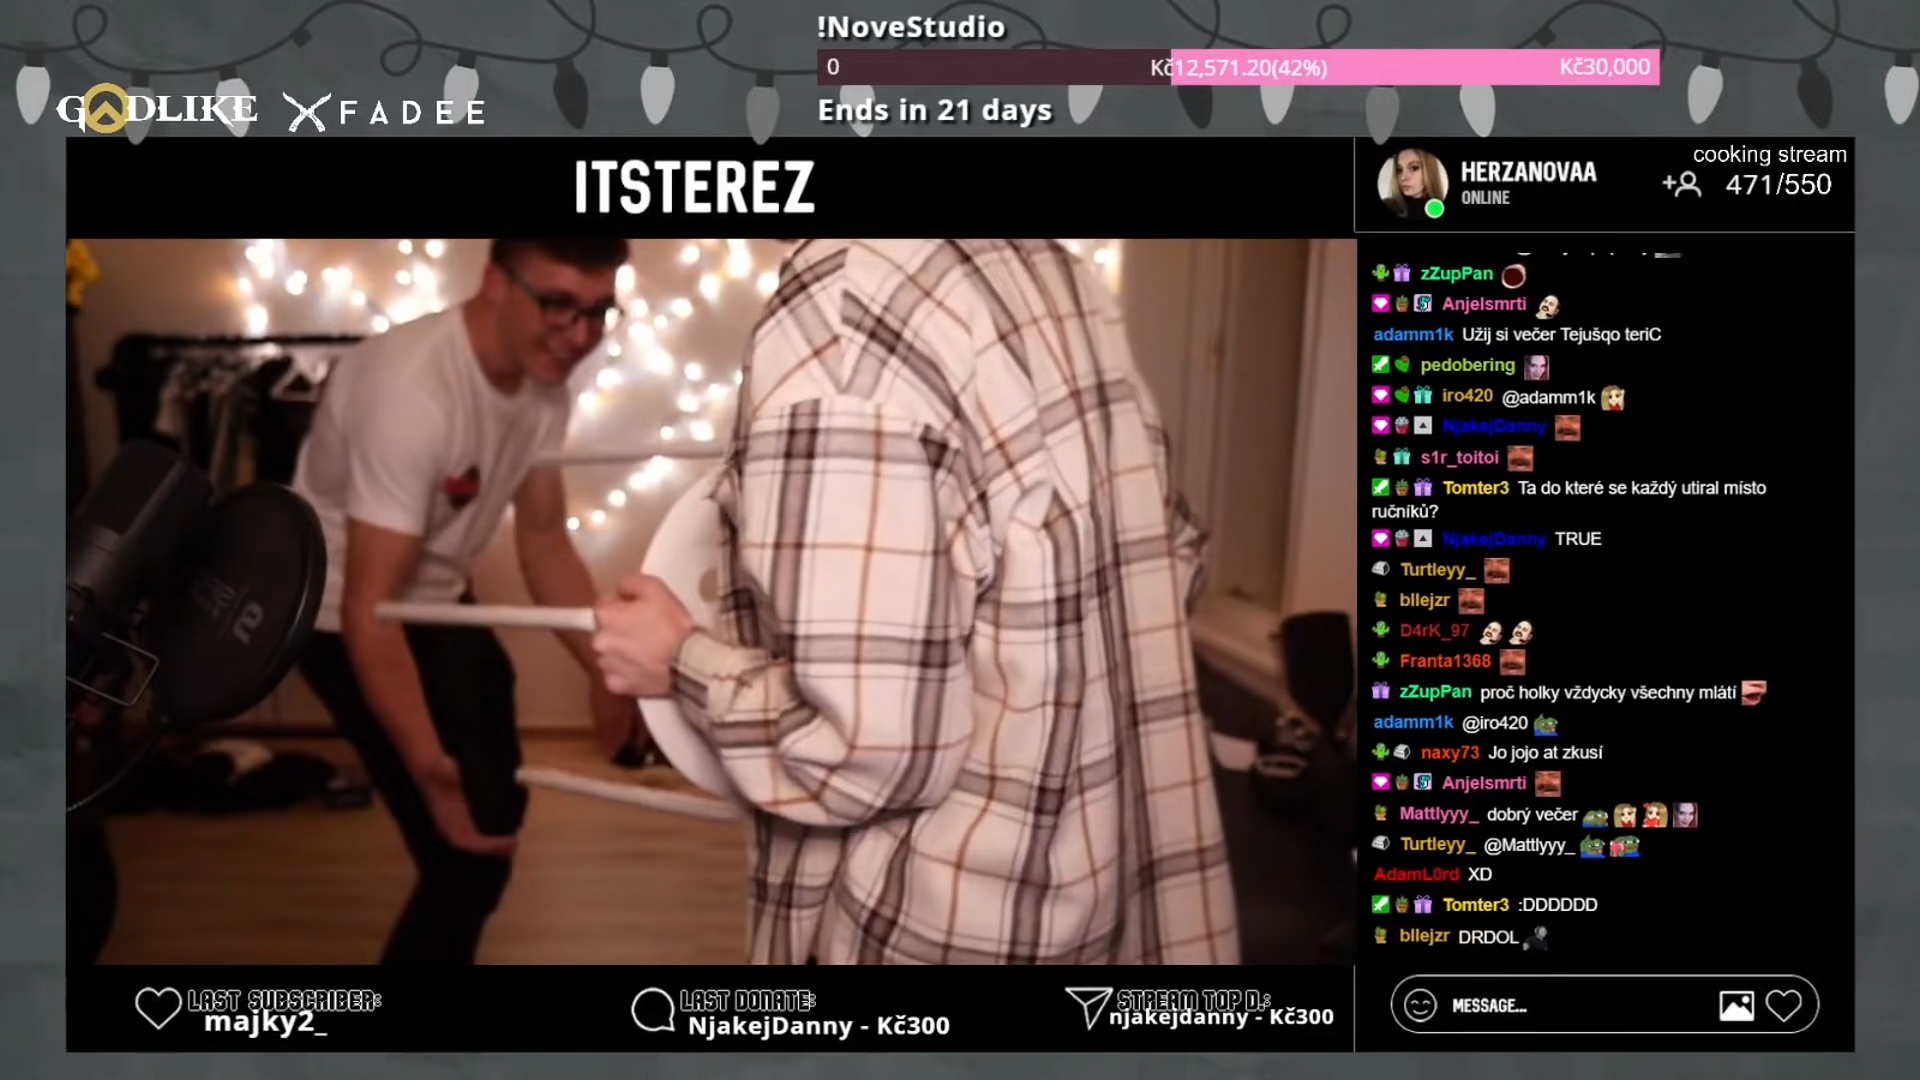 !NoveStudio
0 Kč12,571.20(42%) Kč30,000
Ends in 21 days
GODLIKE XFADEE
ITSTEREZ
HERZANOVAA
ONLINE
cooking stream
471/550
zZupPan
Anjelsmrti
adamm1k Užij si večer Tejušqo teriC
pedobering
iro420 @adamm1k
NjakejDanny
s1r_toitoi
Tomter3 Ta do které se každý utiral místo
ručníků?
NjakejDanny TRUE
Turtleyy_
bllejzr
D4rK_97
Franta1368
zZupPan proč holky vždycky všechny mlátí
adamm1k @iro420
naxy73 Jo jojo at zkusí
Anjelsmrti
Mattlyyy_ dobrý večer
Turtleyy_ @Mattlyyy_
AdamL0rd XD
Tomter3 :DDDDDD
bllejzr DRDOL
MESSAGE...
LAST SUBSCRIBER:
majky2_
LAST DONATE:
NjakejDanny - Kč300
STREAM TOP D.:
njakejdanny - Kč300